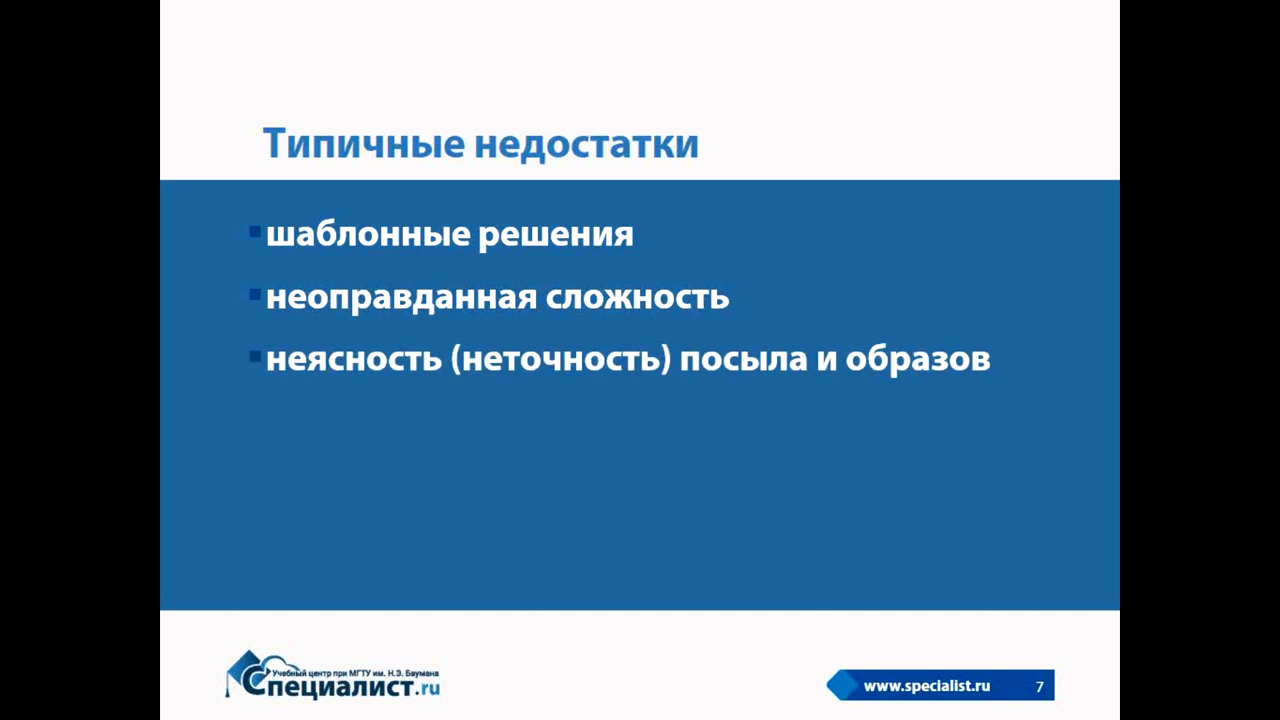 Типичные недостатки
шаблонные решения
неоправданная сложность
неясность (неточность) посыла и образов
Учебный центр при МГТУ им. Н.Э. Баумана
Специалист.ru
www.specialist.ru 7